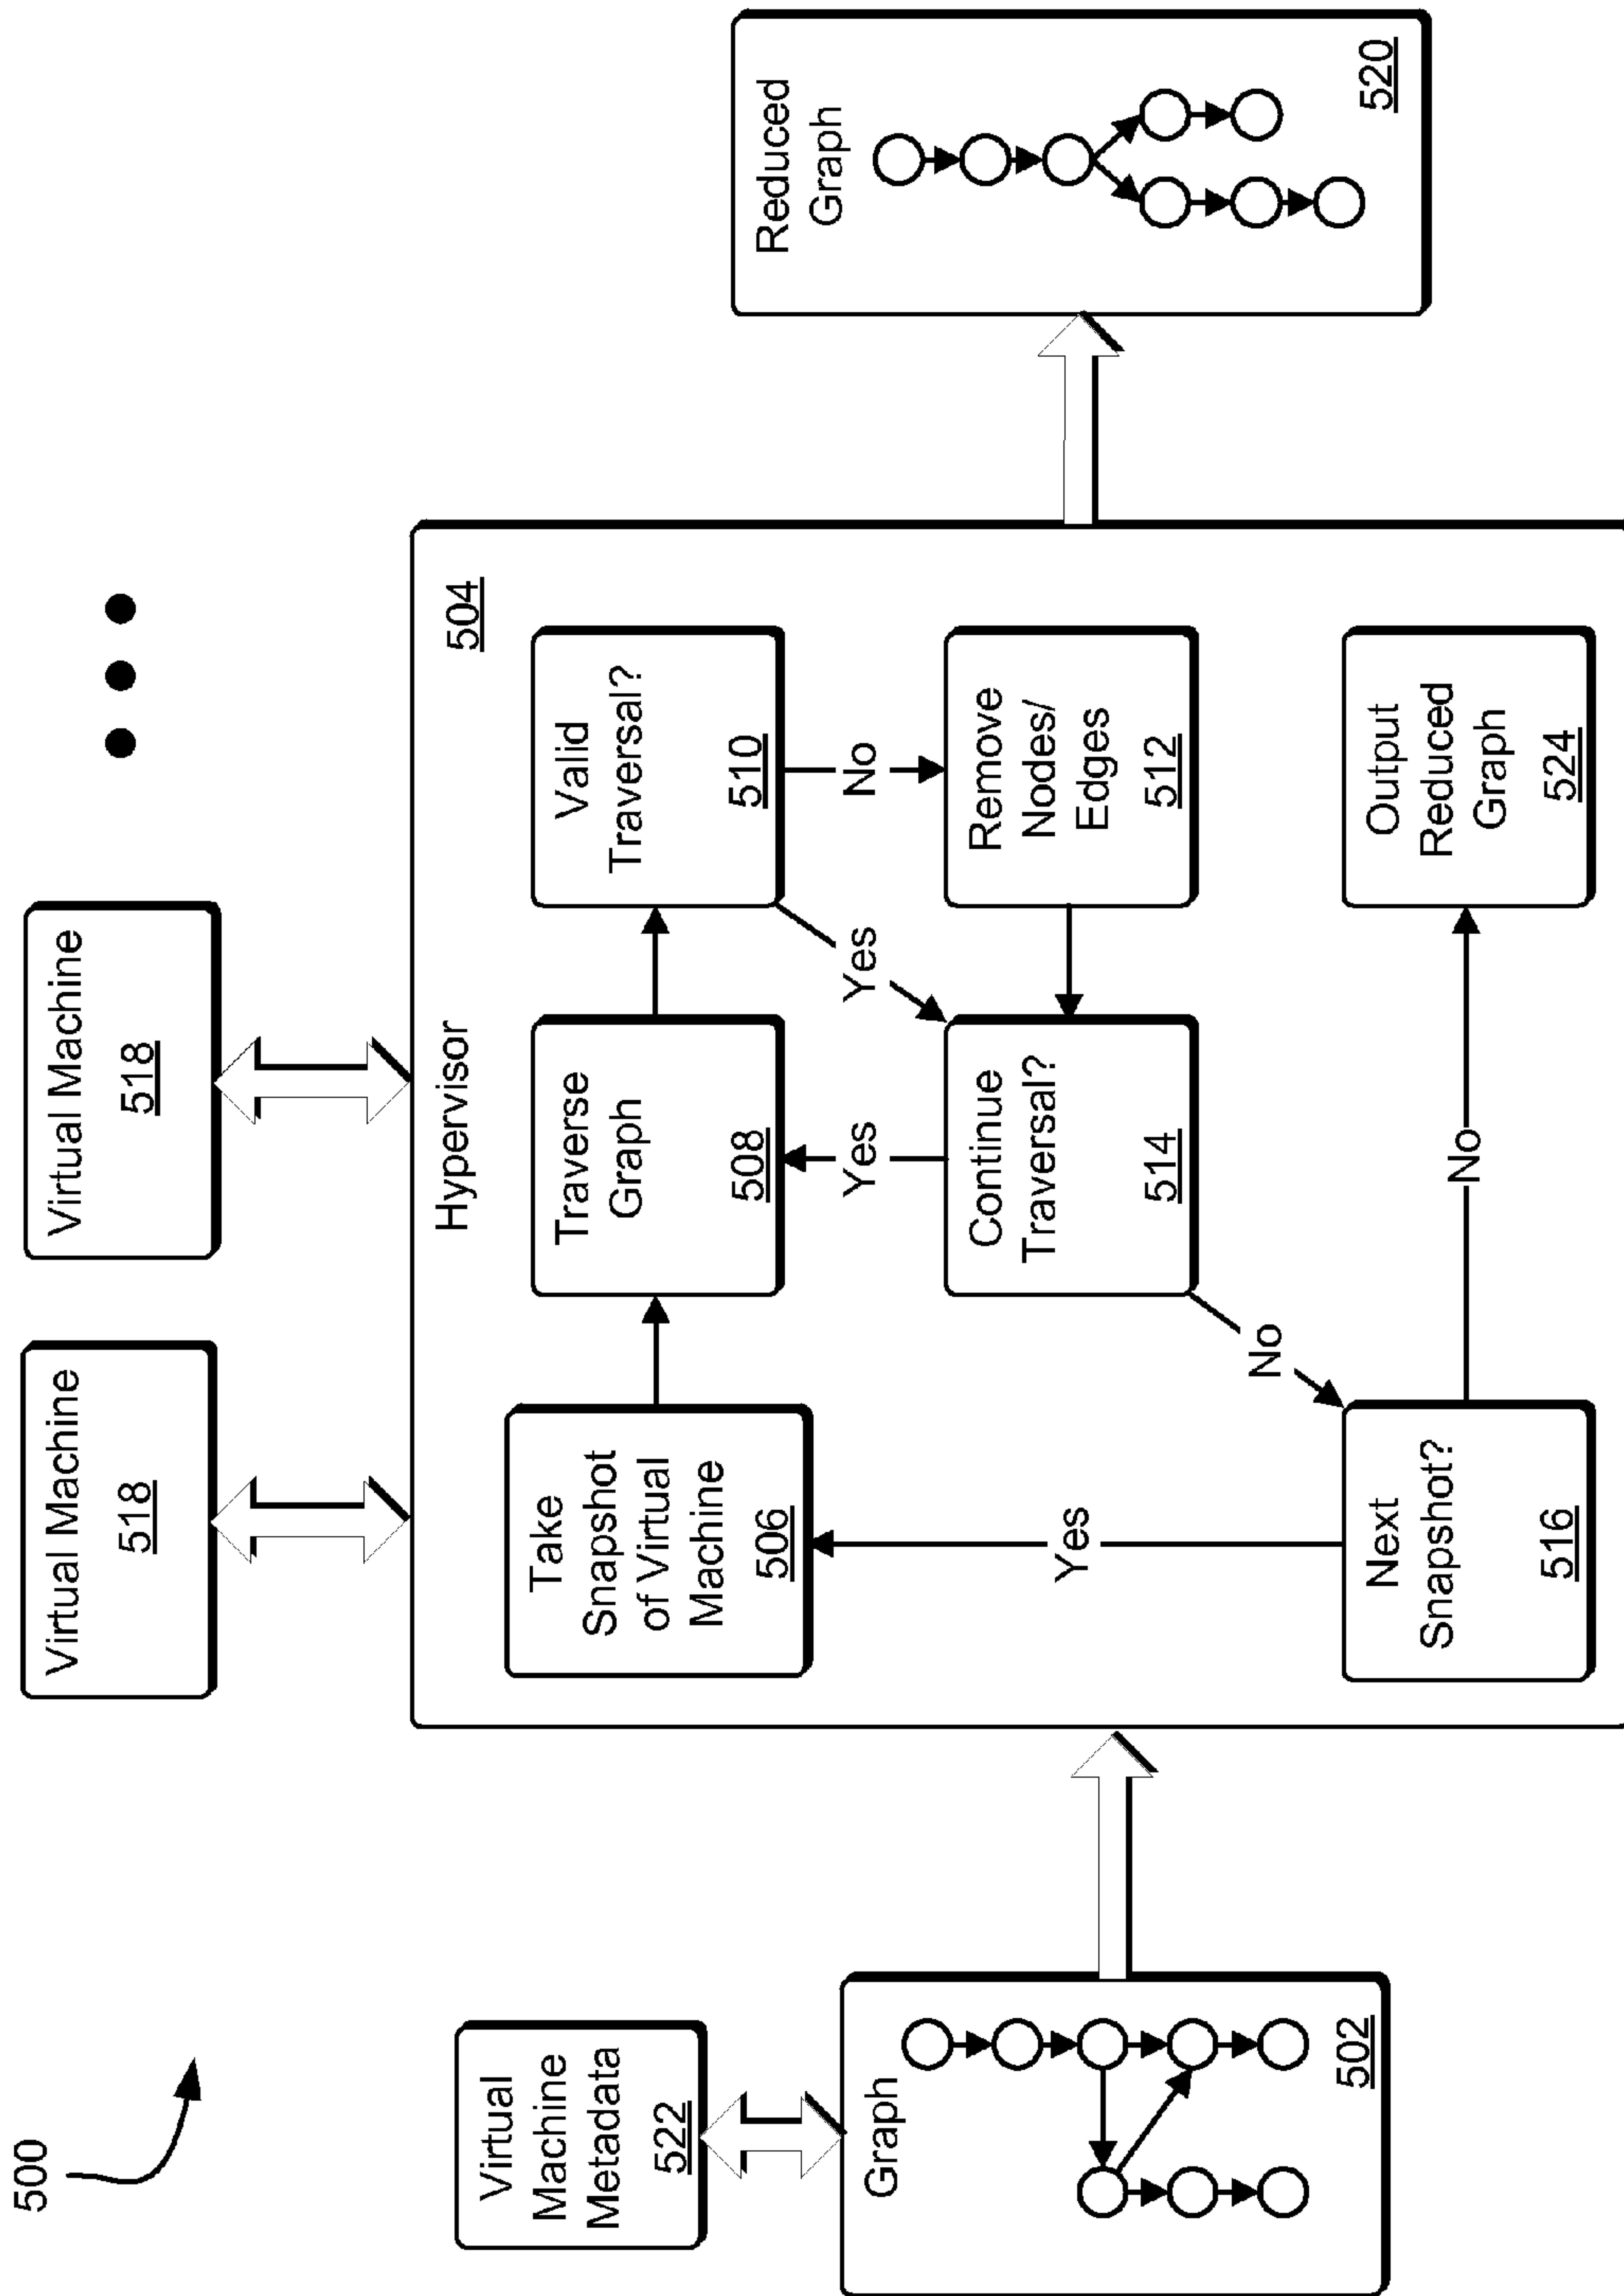 500
Virtual Machine
518
Virtual Machine
518
Virtual
Machine
Metadata
522
Graph
502
Hypervisor
504
Take
Snapshot
of Virtual
Machine
506
Traverse
Graph
508
Valid
Traversal?
510
Yes
Yes
No
Continue
Traversal?
514
Remove
Nodes/
Edges
512
Yes
No
Next
Snapshot?
516
No
Output
Reduced
Graph
524
Reduced
Graph
520